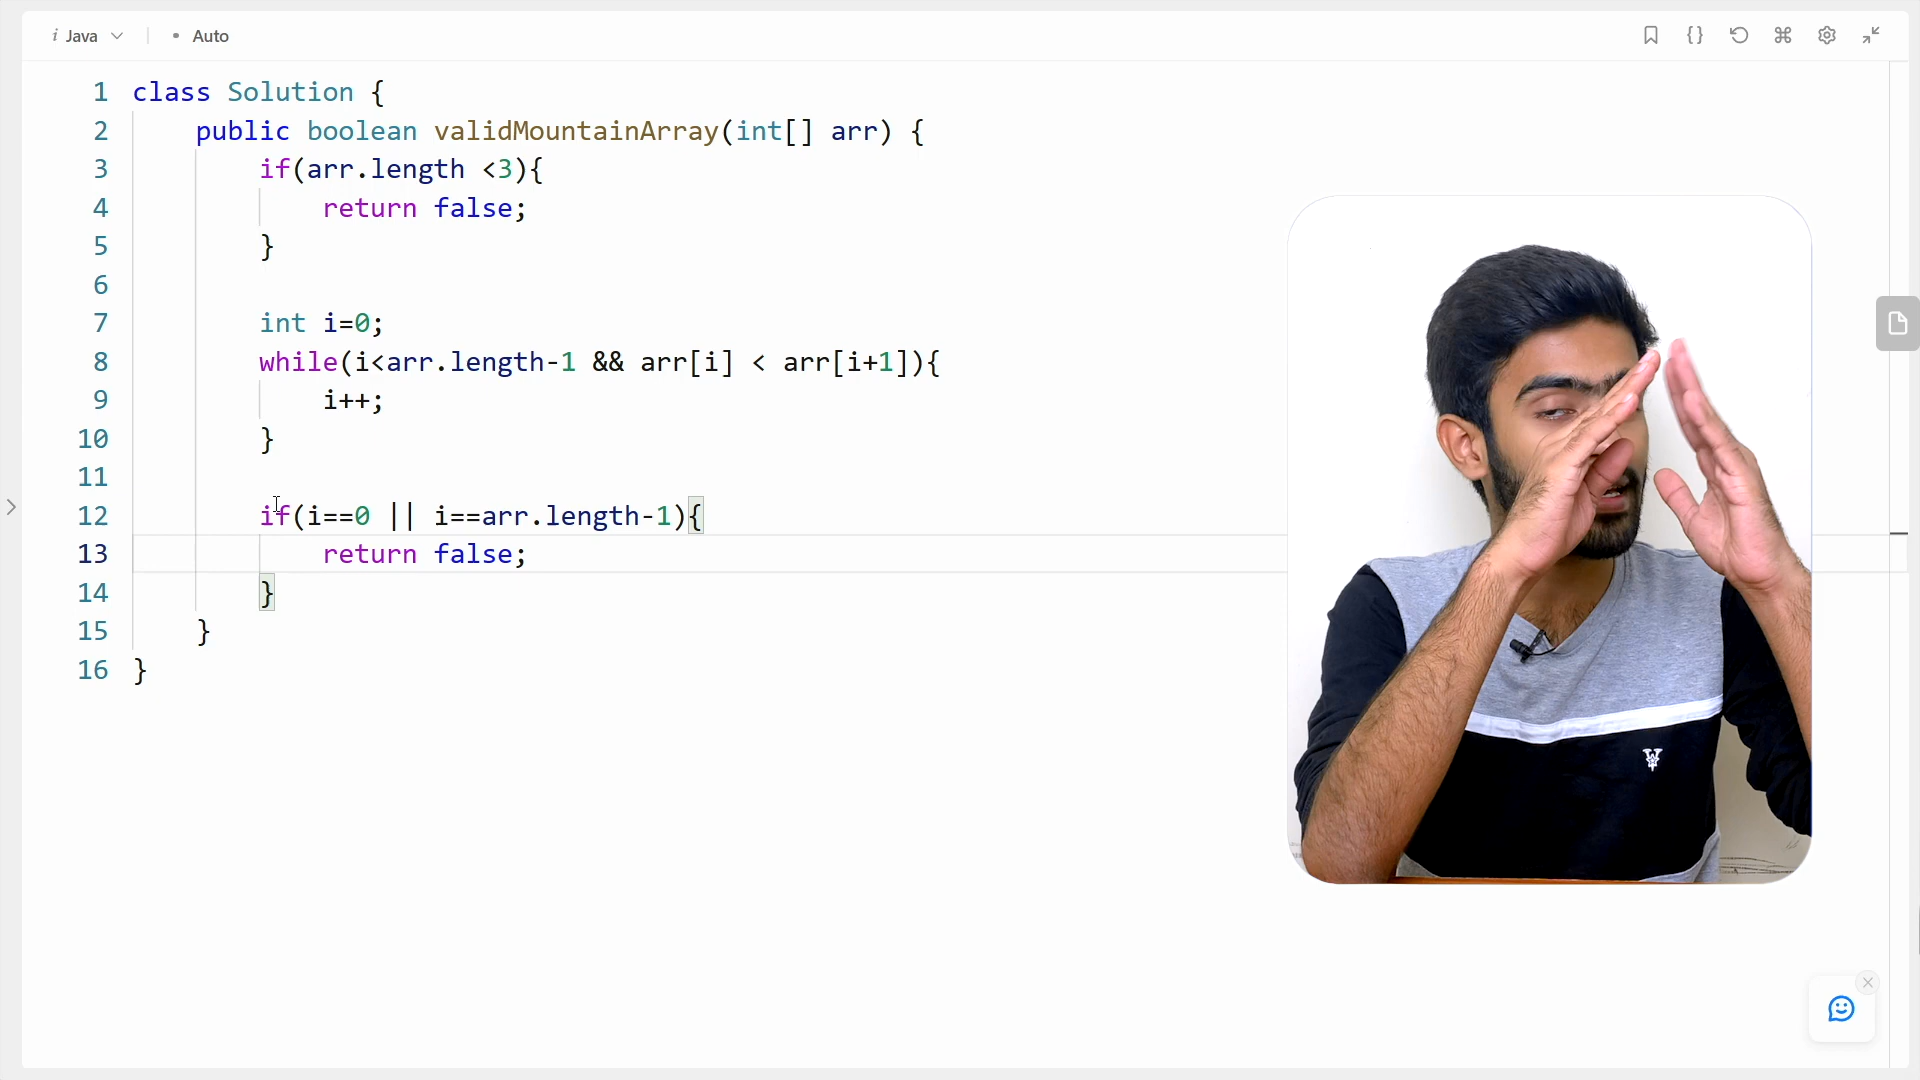 i Java • Auto
1 class Solution {
2 public boolean validMountainArray(int[] arr) {
3 if(arr.length <3){
4 return false;
5 }
6
7 int i=0;
8 while(i<arr.length-1 && arr[i] < arr[i+1]){
9 i++;
10 }
11
12 if(i==0 || i==arr.length-1){
13 return false;
14 }
15 }
16 }